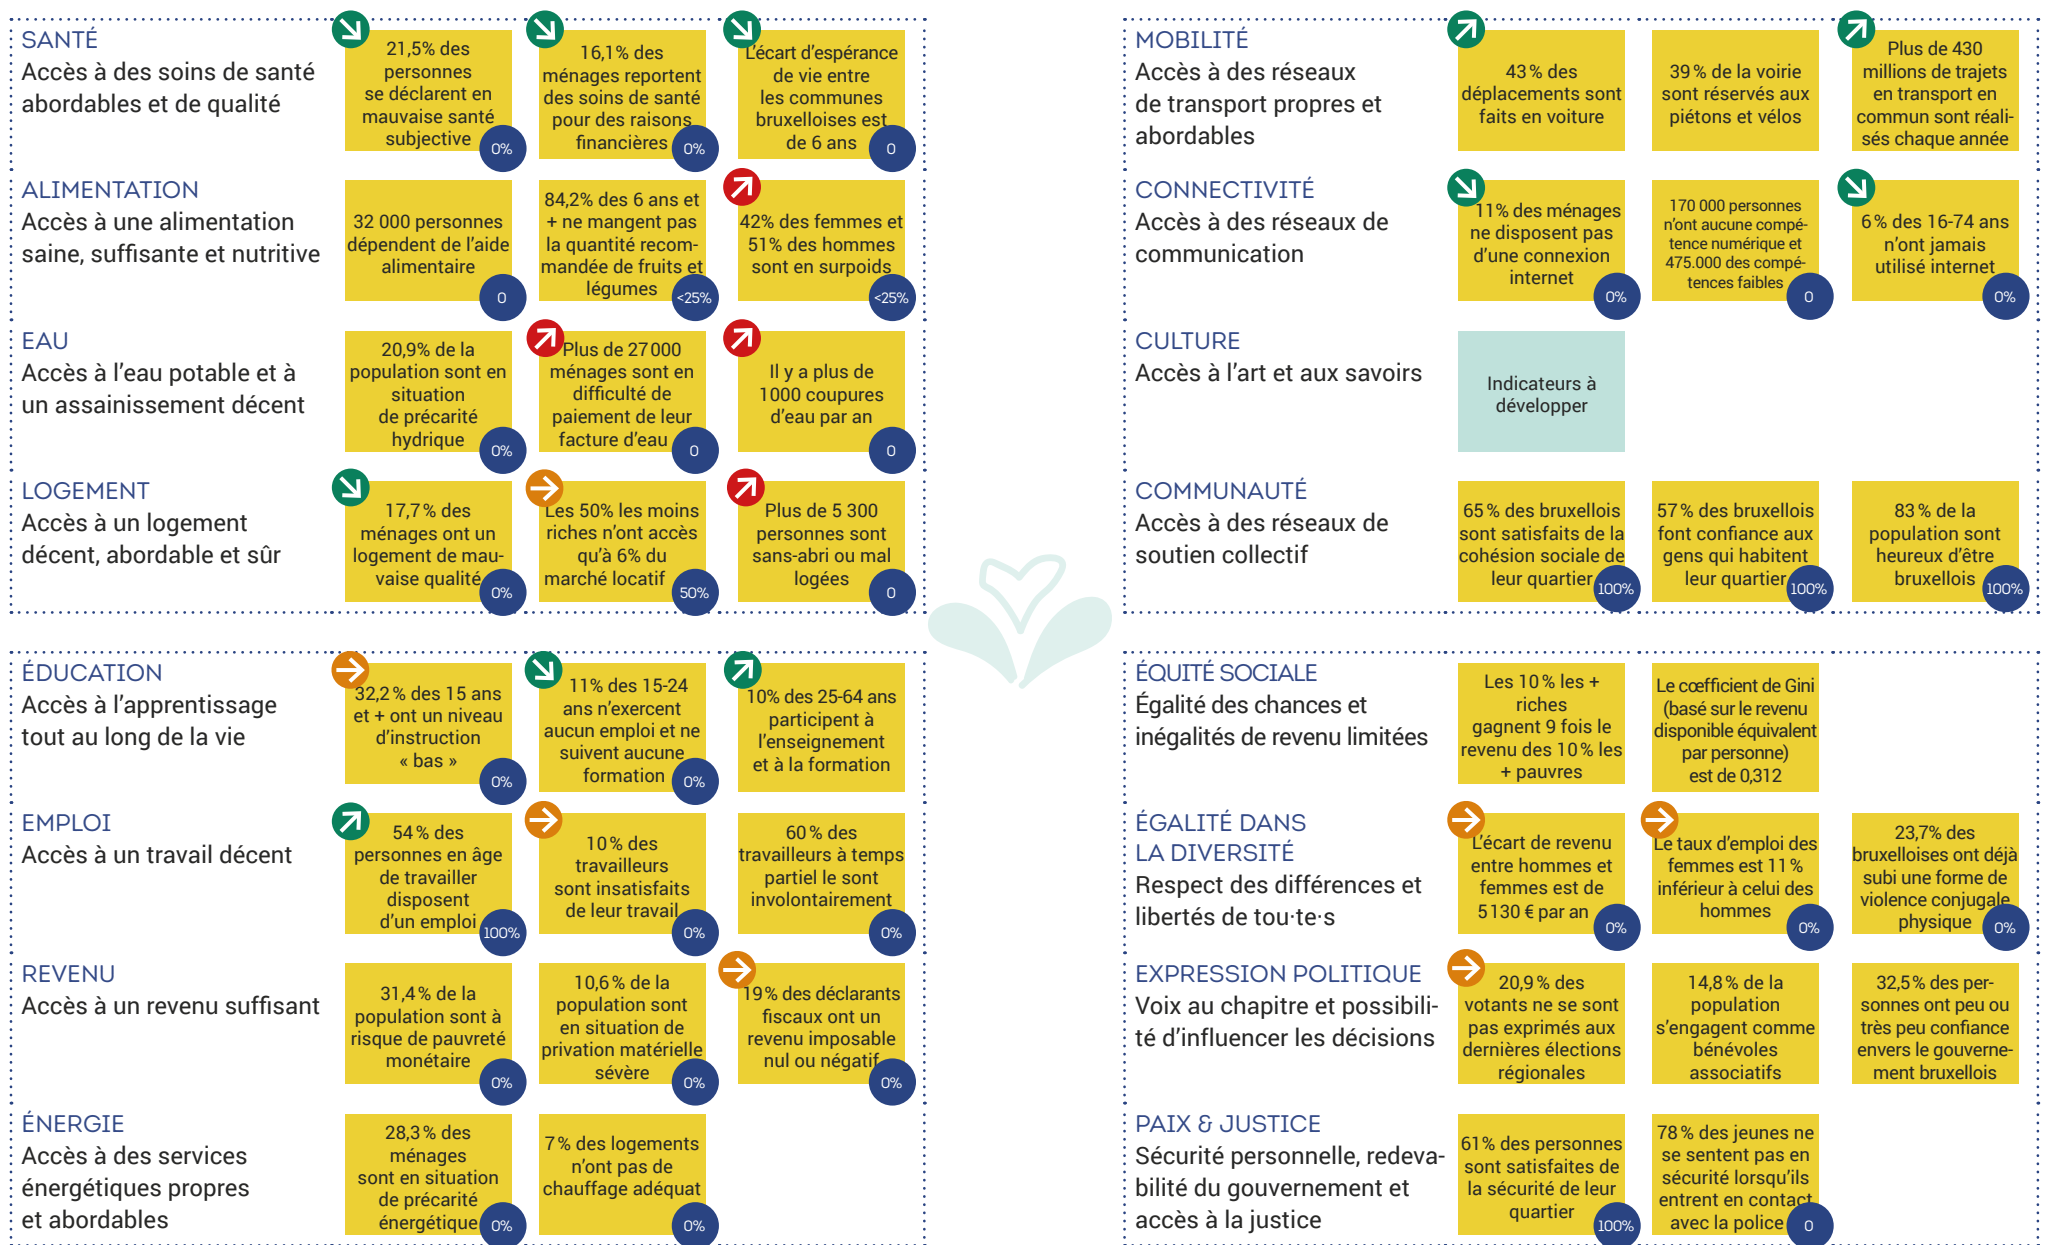 SANTÉ
Accès à des soins de santé
abordables et de qualité
21,5% des
personnes
se déclarent en
mauvaise santé
subjective
0%
16,1% des
ménages reportent
des soins de santé
pour des raisons
financières
0%
L'écart d'espérance
de vie entre
les communes
bruxelloises est
de 6 ans
0
ALIMENTATION
Accès à une alimentation
saine, suffisante et nutritive
32 000 personnes
dépendent de l'aide
alimentaire
0
84,2% des 6 ans et
+ ne mangent pas
la quantité recom-
mandée de fruits et
légumes
<25%
42% des femmes et
51% des hommes
sont en surpoids
<25%
EAU
Accès à l'eau potable et à
un assainissement décent
20,9% de la
population sont en
situation
de précarité
hydrique
0%
Plus de 27 000
ménages sont en
difficulté de
paiement de leur
facture d'eau
0
Il y a plus de
1000 coupures
d'eau par an
0
LOGEMENT
Accès à un logement
décent, abordable et sûr
17,7% des
ménages ont un
logement de mau-
vaise qualité
0%
Les 50% les moins
riches n'ont accès
qu'à 6% du
marché locatif
50%
Plus de 5 300
personnes sont
sans-abri ou mal
logées
0
ÉDUCATION
Accès à l'apprentissage
tout au long de la vie
32,2% des 15 ans
et + ont un niveau
d'instruction
« bas »
0%
11% des 15-24
ans n'exercent
aucun emploi et ne
suivent aucune
formation
0%
10% des 25-64 ans
participent à
l'enseignement
et à la formation
EMPLOI
Accès à un travail décent
54% des
personnes en âge
de travailler
disposent
d'un emploi
100%
10% des
travailleurs
sont insatisfaits
de leur travail
0%
60% des
travailleurs à temps
partiel le sont
involontairement
0%
REVENU
Accès à un revenu suffisant
31,4% de la
population sont à
risque de pauvreté
monétaire
0%
10,6% de la
population sont
en situation de
privation matérielle
sévère
0%
19% des déclarants
fiscaux ont un
revenu imposable
nul ou négatif
0%
ÉNERGIE
Accès à des services
énergétiques propres
et abordables
28,3% des
ménages
sont en situation
de précarité
énergétique
0%
7% des logements
n'ont pas de
chauffage adéquat
0%
MOBILITÉ
Accès à des réseaux
de transport propres et
abordables
43% des
déplacements sont
faits en voiture
39% de la voirie
sont réservés aux
piétons et vélos
Plus de 430
millions de trajets
en transport en
commun sont réali-
sés chaque année
CONNECTIVITÉ
Accès à des réseaux de
communication
11% des ménages
ne disposent pas
d'une connexion
internet
0%
170 000 personnes
n'ont aucune compé-
tence numérique et
475.000 des compé-
tences faibles
0
6% des 16-74 ans
n'ont jamais
utilisé internet
0%
CULTURE
Accès à l'art et aux savoirs
Indicateurs à
développer
COMMUNAUTÉ
Accès à des réseaux de
soutien collectif
65% des bruxellois
sont satisfaits de la
cohésion sociale de
leur quartier
100%
57% des bruxellois
font confiance aux
gens qui habitent
leur quartier
100%
83% de la
population sont
heureux d'être
bruxellois
100%
ÉQUITÉ SOCIALE
Égalité des chances et
inégalités de revenu limitées
Les 10% les +
riches
gagnent 9 fois le
revenu des 10% les
+ pauvres
Le cœfficient de Gini
(basé sur le revenu
disponible équivalent
par personne)
est de 0,312
ÉGALITÉ DANS
LA DIVERSITÉ
Respect des différences et
libertés de tou·te·s
L'écart de revenu
entre hommes et
femmes est de
5130 € par an
0%
Le taux d'emploi des
femmes est 11%
inférieur à celui des
hommes
0%
23,7% des
bruxelloises ont déjà
subi une forme de
violence conjugale
physique
0%
EXPRESSION POLITIQUE
Voix au chapitre et possibili-
té d'influencer les décisions
20,9% des
votants ne se sont
pas exprimés aux
dernières élections
régionales
14,8% de la
population
s'engagent comme
bénévoles
associatifs
32,5% des per-
sonnes ont peu ou
très peu confiance
envers le gouverne-
ment bruxellois
PAIX & JUSTICE
Sécurité personnelle, redeva-
bilité du gouvernement et
accès à la justice
61% des personnes
sont satisfaites de
la sécurité de leur
quartier
100%
78% des jeunes ne
se sentent pas en
sécurité lorsqu'ils
entrent en contact
avec la police
0